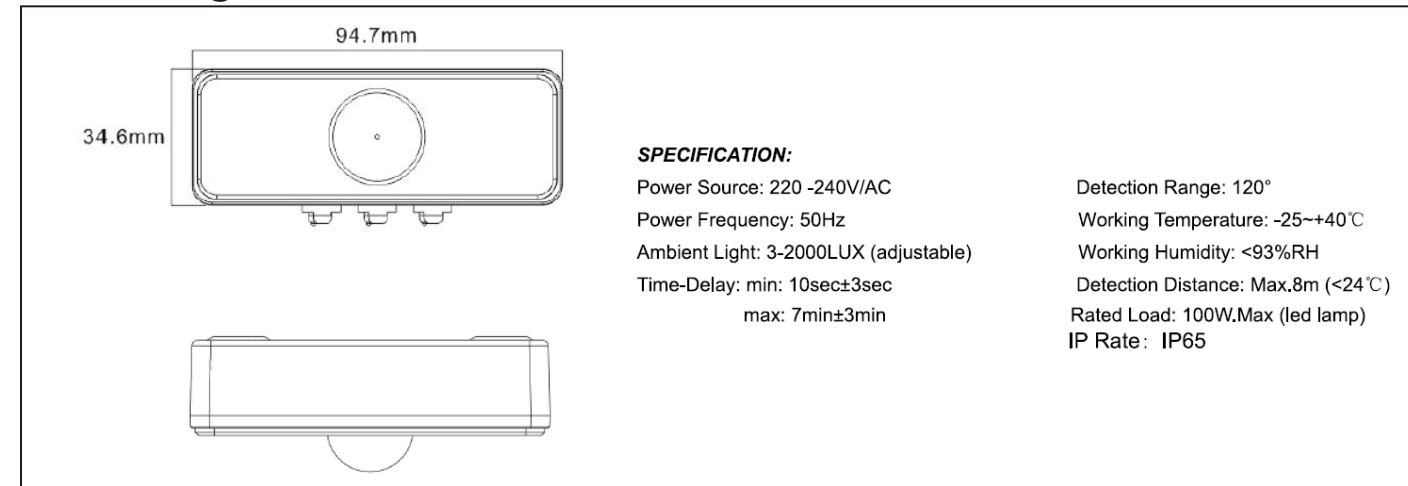 94.7mm
34.6mm
SPECIFICATION:
Power Source: 220 -240V/AC
Power Frequency: 50Hz
Ambient Light: 3-2000LUX (adjustable)
Time-Delay: min: 10sec±3sec
max: 7min±3min
Detection Range: 120°
Working Temperature: -25~+40℃
Working Humidity: <93%RH
Detection Distance: Max.8m (<24℃)
Rated Load: 100W.Max (led lamp)
IP Rate: IP65